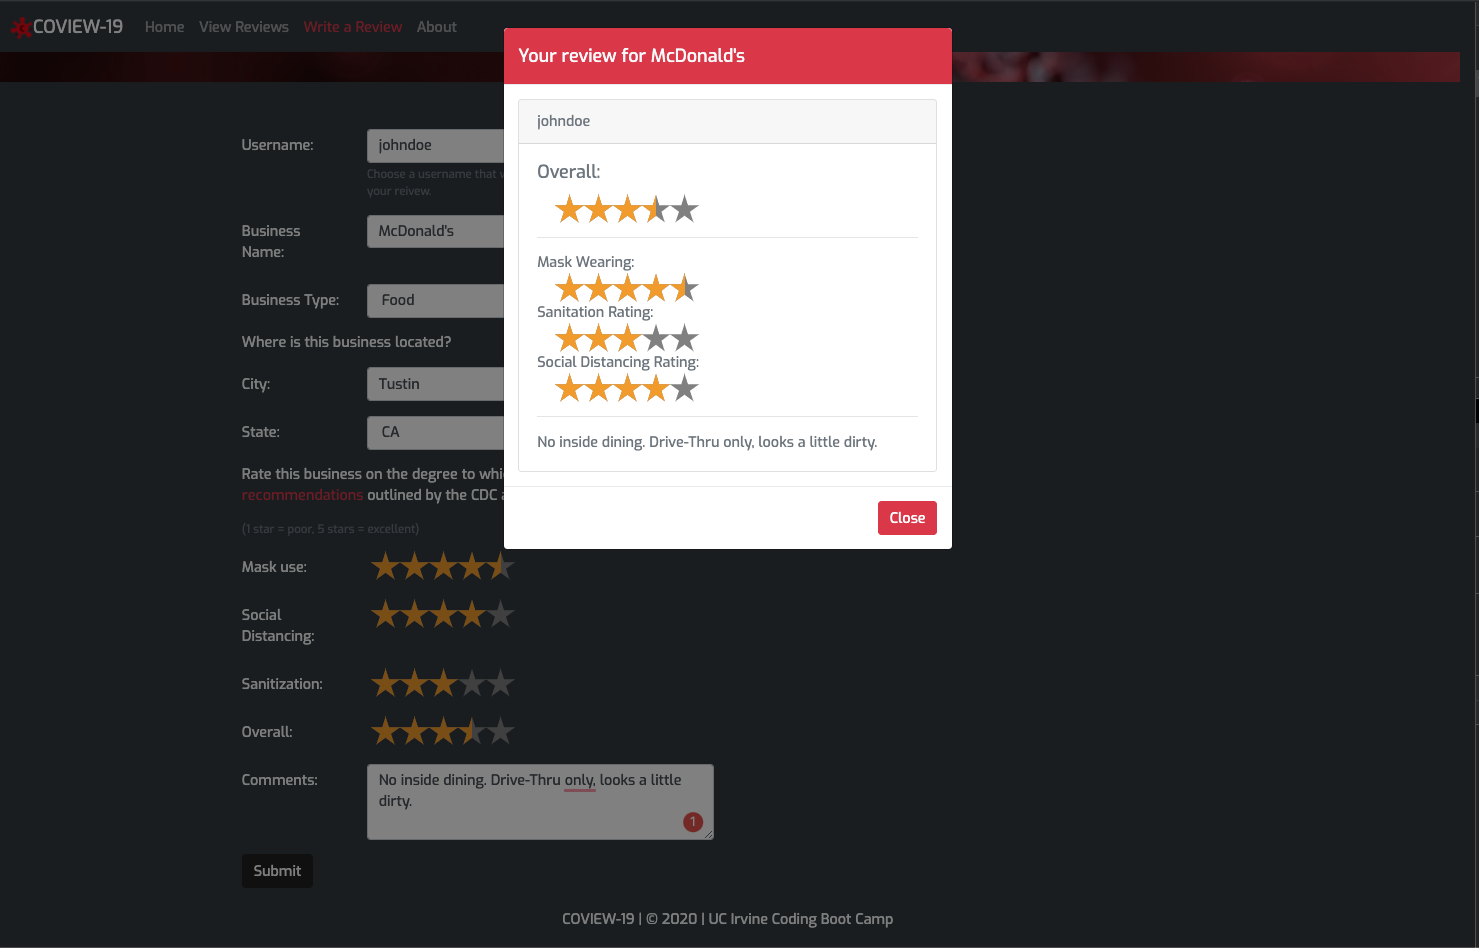 COVIEW-19 Home View Reviews Write a Review About
Your review for McDonald's
johndoe
Overall:
Mask Wearing:
Sanitation Rating:
Social Distancing Rating:
No inside dining. Drive-Thru only, looks a little dirty.
Close
Username:
johndoe
Choose a username that
your reivew.
Business
Name:
McDonald's
Business Type:
Food
Where is this business located?
City:
Tustin
State:
CA
Rate this business on the degree to
recommendations outlined by the CDC
(1 star = poor, 5 stars = excellent)
Mask use:
Social
Distancing:
Sanitization:
Overall:
Comments:
No inside dining. Drive-Thru only, looks a little
dirty.
1
Submit
COVIEW-19 | © 2020 | UC Irvine Coding Boot Camp